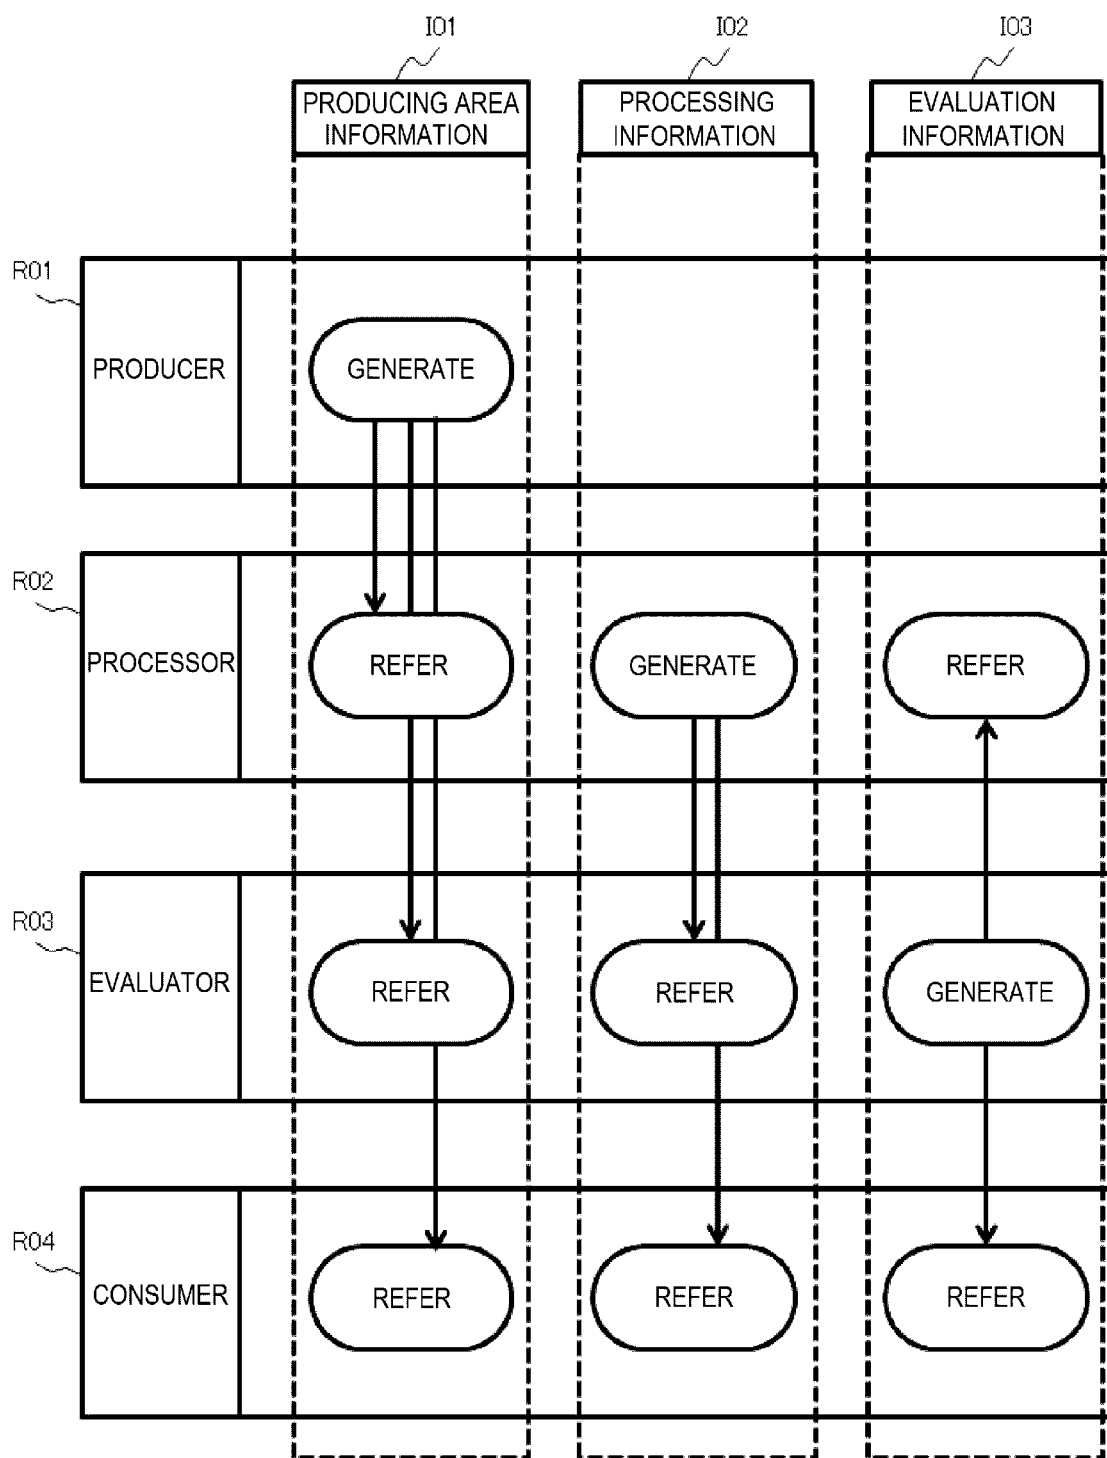 I01
I02
I03
PRODUCING AREA
INFORMATION
PROCESSING
INFORMATION
EVALUATION
INFORMATION
R01
PRODUCER
GENERATE
R02
PROCESSOR
REFER
GENERATE
REFER
R03
EVALUATOR
REFER
REFER
GENERATE
R04
CONSUMER
REFER
REFER
REFER